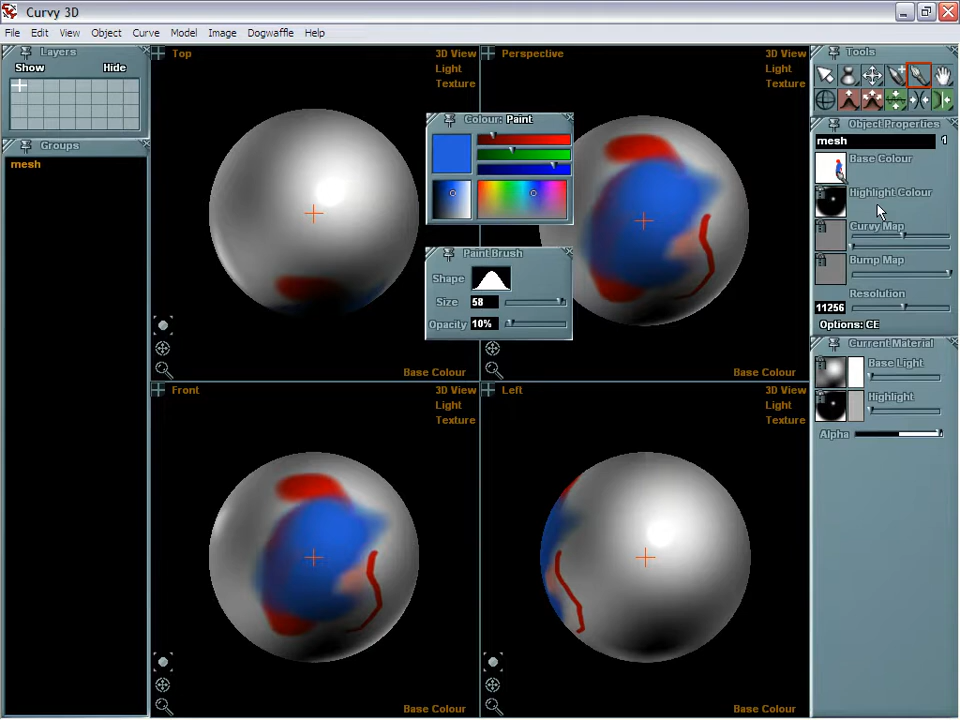 Curvy 3D
File Edit View Object Curve Model Image Dogwaffle Help
Layers
Show Hide
Groups
mesh
Top
3D View
Light
Texture
Base Colour
Perspective
3D View
Light
Texture
Base Colour
Colour: Paint
Paint Brush
Shape
Size 58
Opacity 10%
Front
3D View
Light
Texture
Base Colour
Left
3D View
Light
Texture
Base Colour
Tools
Object Properties
mesh 1
Base Colour
Highlight Colour
Curvy Map
Bump Map
Resolution
11256
Options: CE
Current Material
Base Light
Highlight
Alpha